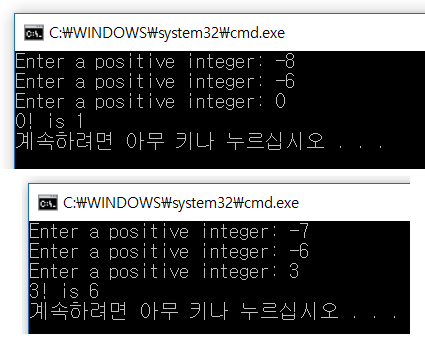 C:₩WINDOWS₩system32₩cmd.exe
Enter a positive integer: -8
Enter a positive integer: -6
Enter a positive integer: 0
0! is 1
계속하려면 아무 키나 누르십시오 . . .
C:₩WINDOWS₩system32₩cmd.exe
Enter a positive integer: -7
Enter a positive integer: -6
Enter a positive integer: 3
3! is 6
계속하려면 아무 키나 누르십시오 . . .